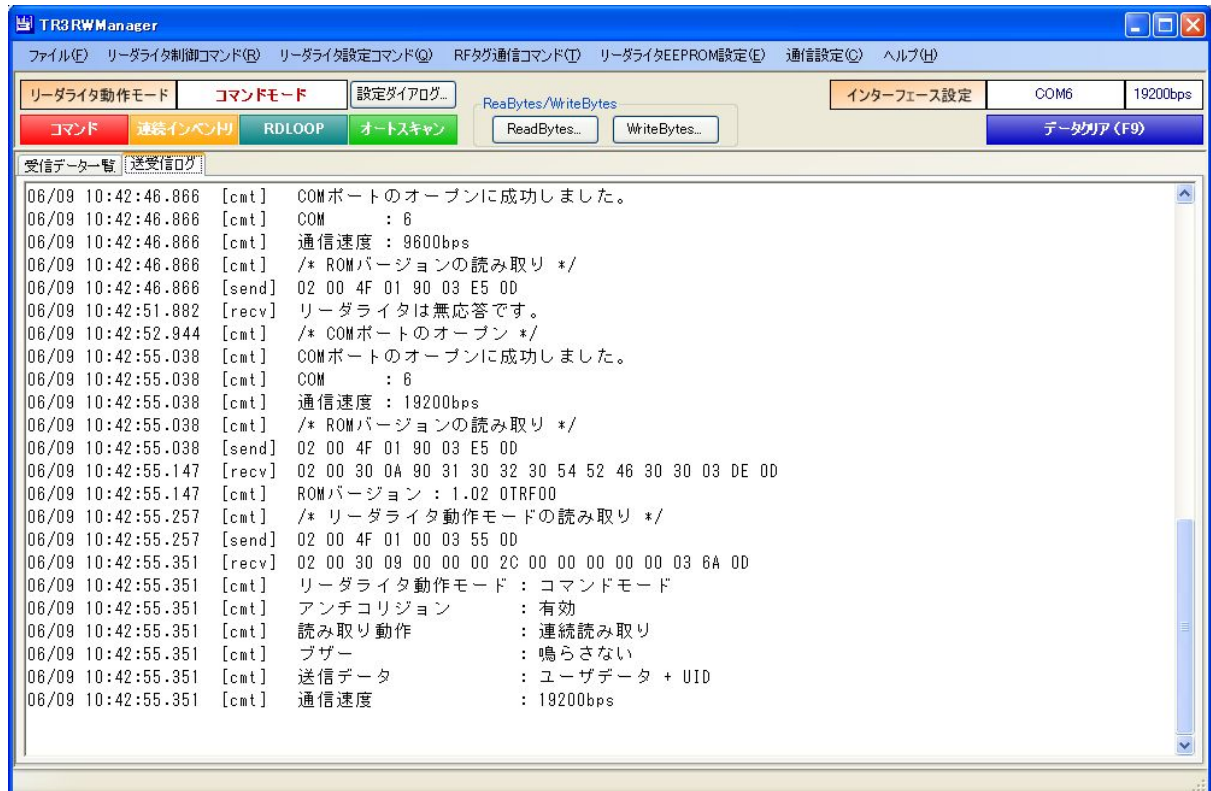 TR3RWManager
ファイル(F) リーダライタ制御コマンド(R) リーダライタ設定コマンド(Q) RFタグ通信コマンド(T) リーダライタEEPROM設定(E) 通信設定(C) ヘルプ(H)
リーダライタ動作モード コマンドモード 設定ダイアログ... ReaBytes/WriteBytes インターフェース設定 COM6 19200bps
コマンド 連続インベントリ RDLOOP オートスキャン ReadBytes... WriteBytes... データクリア(F9)
受信データ一覧 送受信ログ
06/09 10:42:46.866 [cmt] COMポートのオープンに成功しました。
06/09 10:42:46.866 [cmt] COM : 6
06/09 10:42:46.866 [cmt] 通信速度 : 9600bps
06/09 10:42:46.866 [cmt] /* ROMバージョンの読み取り */
06/09 10:42:46.866 [send] 02 00 4F 01 90 03 E5 0D
06/09 10:42:51.882 [recv] リーダライタは無応答です。
06/09 10:42:52.944 [cmt] /* COMポートのオープン */
06/09 10:42:55.038 [cmt] COMポートのオープンに成功しました。
06/09 10:42:55.038 [cmt] COM : 6
06/09 10:42:55.038 [cmt] 通信速度 : 19200bps
06/09 10:42:55.038 [cmt] /* ROMバージョンの読み取り */
06/09 10:42:55.038 [send] 02 00 4F 01 90 03 E5 0D
06/09 10:42:55.147 [recv] 02 00 30 0A 90 31 30 32 30 54 52 46 30 30 03 DE 0D
06/09 10:42:55.147 [cmt] ROMバージョン : 1.02 0TRF00
06/09 10:42:55.257 [cmt] /* リーダライタ動作モードの読み取り */
06/09 10:42:55.257 [send] 02 00 4F 01 00 03 55 0D
06/09 10:42:55.351 [recv] 02 00 30 09 00 00 00 2C 00 00 00 00 00 03 6A 0D
06/09 10:42:55.351 [cmt] リーダライタ動作モード : コマンドモード
06/09 10:42:55.351 [cmt] アンチコリジョン : 有効
06/09 10:42:55.351 [cmt] 読み取り動作 : 連続読み取り
06/09 10:42:55.351 [cmt] ブザー : 鳴らさない
06/09 10:42:55.351 [cmt] 送信データ : ユーザデータ + UID
06/09 10:42:55.351 [cmt] 通信速度 : 19200bps